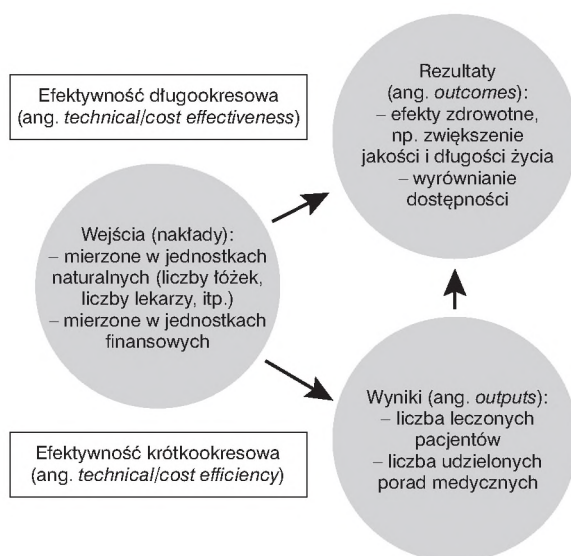 Efektywność długookresowa
(ang. technical/cost effectiveness)
Rezultaty
(ang. outcomes):
– efekty zdrowotne,
np. zwiększenie
jakości i długości życia
– wyrównianie
dostępności
Wejścia (nakłady):
– mierzone w jednostkach
naturalnych (liczby łóżek,
liczby lekarzy, itp.)
– mierzone w jednostkach
finansowych
Wyniki (ang. outputs):
– liczba leczonych
pacjentów
– liczba udzielonych
porad medycznych
Efektywność krótkookresowa
(ang. technical/cost efficiency)